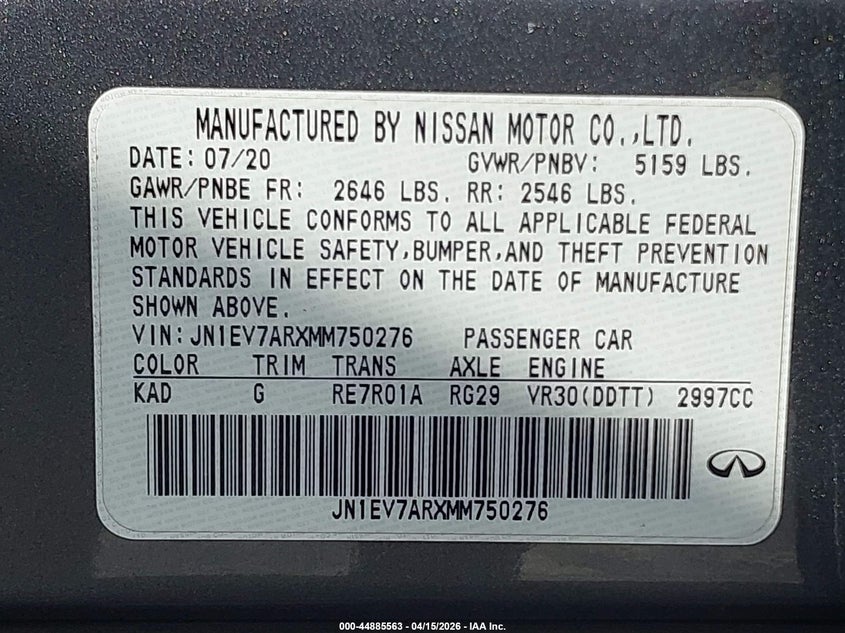 MANUFACTURED BY NISSAN MOTOR CO.,LTD.
DATE: 07/20 GVWR/PNBV: 5159 LBS.
GAWR/PNBE FR: 2646 LBS. RR: 2546 LBS.
THIS VEHICLE CONFORMS TO ALL APPLICABLE FEDERAL
MOTOR VEHICLE SAFETY,BUMPER,AND THEFT PREVENTION
STANDARDS IN EFFECT ON THE DATE OF MANUFACTURE
SHOWN ABOVE.
VIN:JN1EV7ARXMM750276 PASSENGER CAR
COLOR TRIM TRANS AXLE ENGINE
KAD G RE7R01A RG29 VR30(DDTT) 2997CC
JN1EV7ARXMM750276
000-44885563 - 04/15/2026 - IAA Inc.